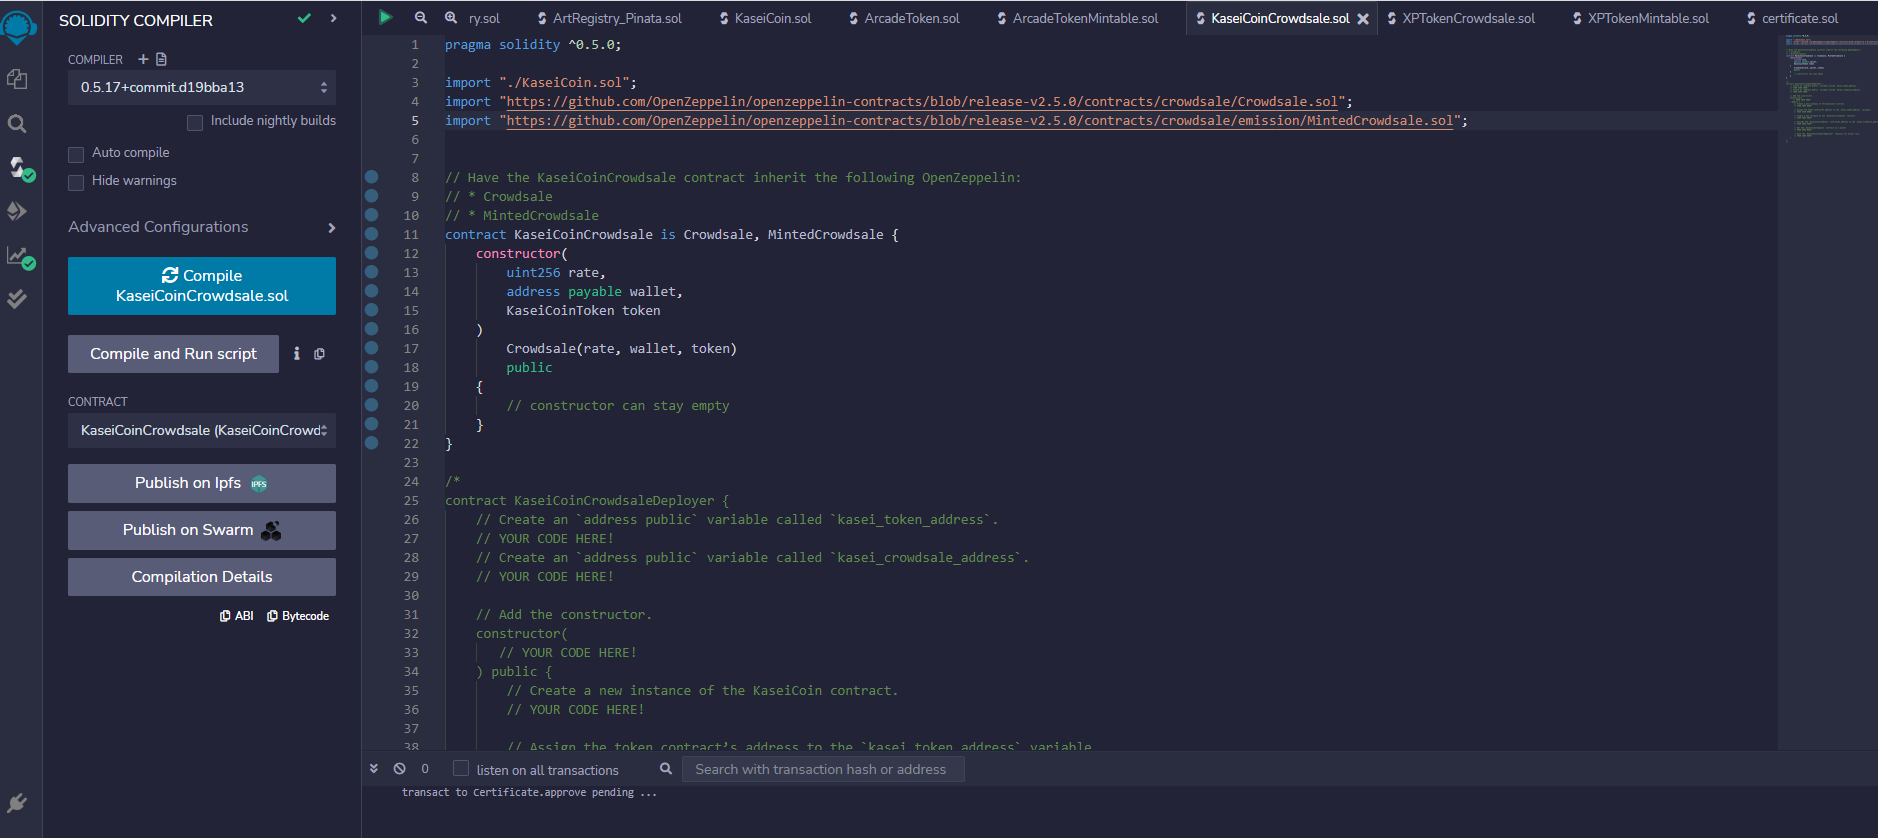 SOLIDITY COMPILER
COMPILER
0.5.17+commit.d19bba13
Include nightly builds
Auto compile
Hide warnings
Advanced Configurations
Compile
KaseiCoinCrowdsale.sol
Compile and Run script
CONTRACT
KaseiCoinCrowdsale (KaseiCoinCrowd
Publish on Ipfs IPFS
Publish on Swarm
Compilation Details
ABI Bytecode
ry.sol ArtRegistry_Pinata.sol KaseiCoin.sol ArcadeToken.sol ArcadeTokenMintable.sol KaseiCoinCrowdsale.sol XPTokenCrowdsale.sol XPTokenMintable.sol certificate.sol
1 pragma solidity ^0.5.0;
2
3 import "./KaseiCoin.sol";
4 import "https://github.com/OpenZeppelin/openzeppelin-contracts/blob/release-v2.5.0/contracts/crowdsale/Crowdsale.sol";
5 import "https://github.com/OpenZeppelin/openzeppelin-contracts/blob/release-v2.5.0/contracts/crowdsale/emission/MintedCrowdsale.sol";
6
7
8 // Have the KaseiCoinCrowdsale contract inherit the following OpenZeppelin:
9 // * Crowdsale
10 // * MintedCrowdsale
11 contract KaseiCoinCrowdsale is Crowdsale, MintedCrowdsale {
12 constructor(
13 uint256 rate,
14 address payable wallet,
15 KaseiCoinToken token
16 )
17 Crowdsale(rate, wallet, token)
18 public
19 {
20 // constructor can stay empty
21 }
22 }
23
24 /*
25 contract KaseiCoinCrowdsaleDeployer {
26 // Create an `address public` variable called `kasei_token_address`.
27 // YOUR CODE HERE!
28 // Create an `address public` variable called `kasei_crowdsale_address`.
29 // YOUR CODE HERE!
30
31 // Add the constructor.
32 constructor(
33 // YOUR CODE HERE!
34 ) public {
35 // Create a new instance of the KaseiCoin contract.
36 // YOUR CODE HERE!
37
38 // Assign the token contract's address to the `kasei_token_address` variable
0 listen on all transactions Search with transaction hash or address
transact to Certificate.approve pending ...